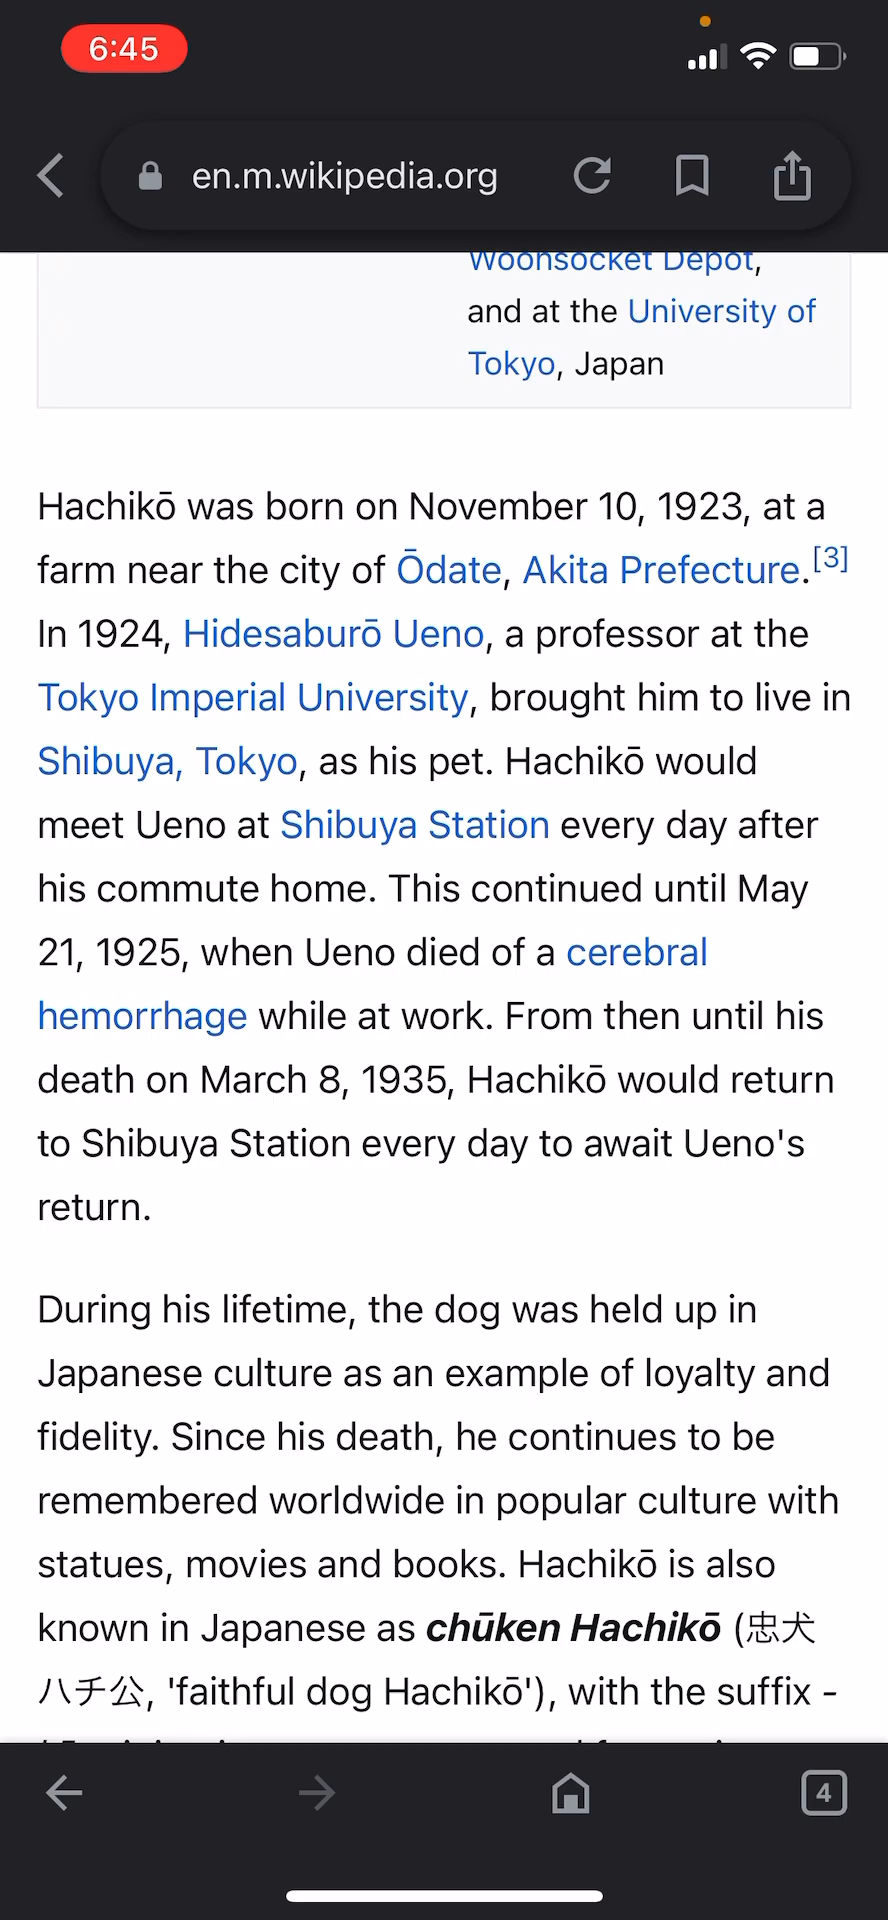 6:45
en.m.wikipedia.org
Woonsocket Depot,
and at the University of
Tokyo, Japan
Hachikō was born on November 10, 1923, at a
farm near the city of Ōdate, Akita Prefecture.[3]
In 1924, Hidesaburō Ueno, a professor at the
Tokyo Imperial University, brought him to live in
Shibuya, Tokyo, as his pet. Hachikō would
meet Ueno at Shibuya Station every day after
his commute home. This continued until May
21, 1925, when Ueno died of a cerebral
hemorrhage while at work. From then until his
death on March 8, 1935, Hachikō would return
to Shibuya Station every day to await Ueno's
return.
During his lifetime, the dog was held up in
Japanese culture as an example of loyalty and
fidelity. Since his death, he continues to be
remembered worldwide in popular culture with
statues, movies and books. Hachikō is also
known in Japanese as chūken Hachikō (忠犬
ハチ公, 'faithful dog Hachikō'), with the suffix -
4